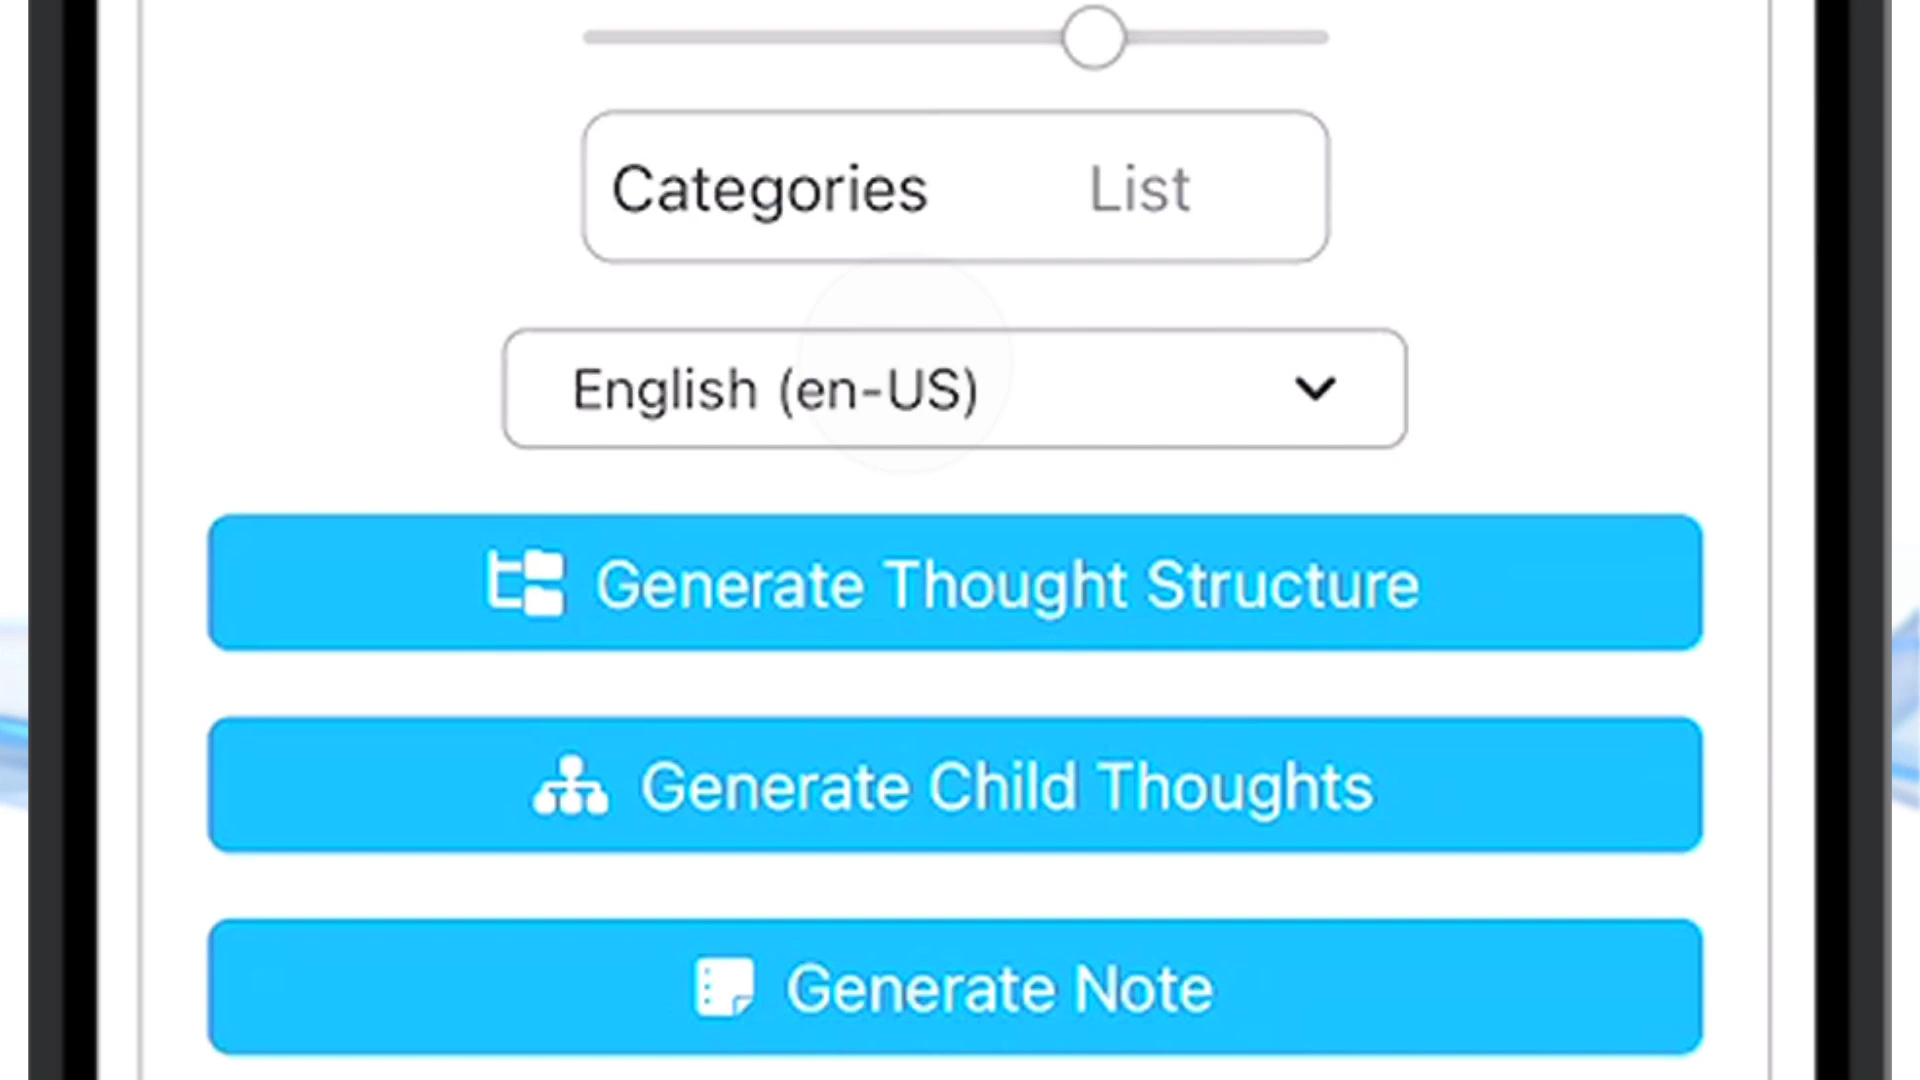 Categories List
English (en-US)
Generate Thought Structure
Generate Child Thoughts
Generate Note